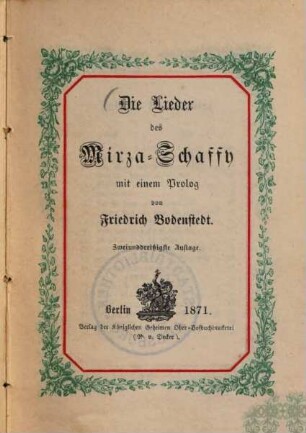 Die Lieder
des
Mirza-Schaffy
mit einem Prolog
von
Friedrich Bodenstedt.
Zweiunddreißigste Auflage.
Berlin 1871.
Verlag der Königlichen Geheimen Ober-Hofbuchdruckerei
(R. v. Decker).